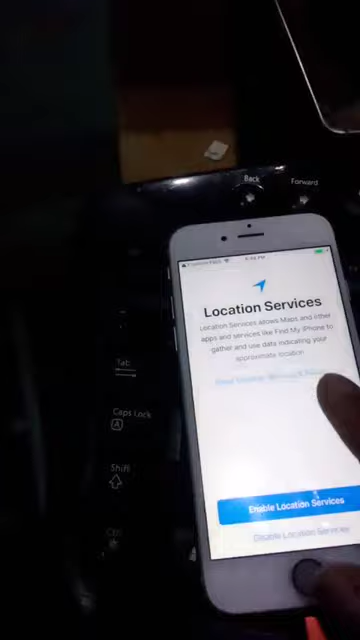 Back
Forward
Location Services
Location Services allows Maps and other
apps and services like Find My iPhone to
gather and use data indicating your
approximate location
Enable Location Services
Disable Location Services
Tab
Caps Lock
A
Shift
Ctrl